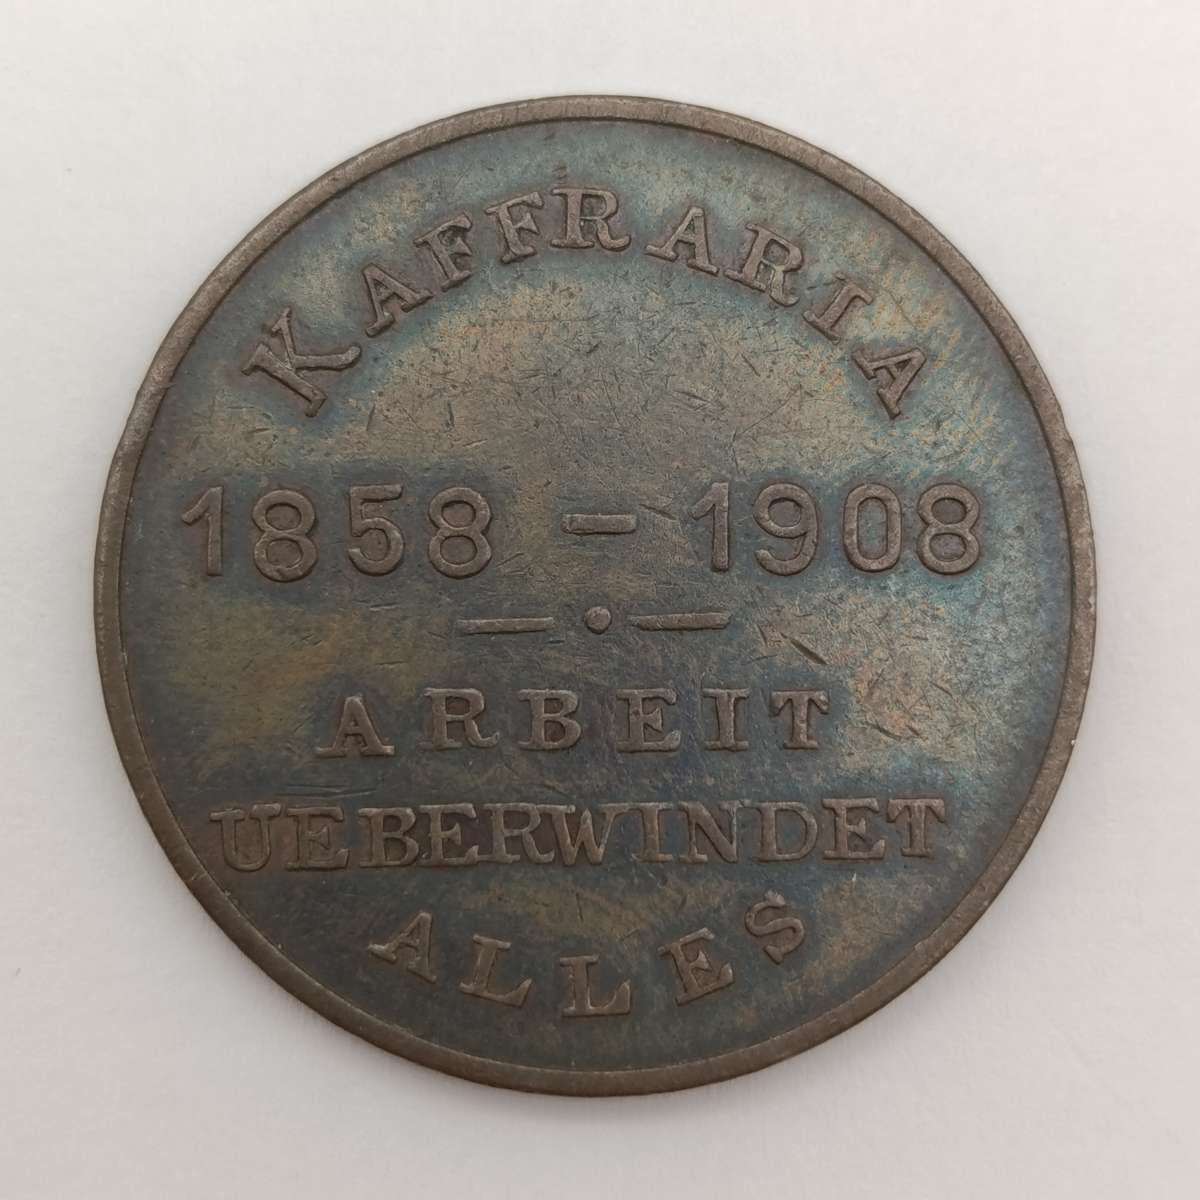 KAFFRARIA
1858 - 1908
ARBEIT
UEBERWINDET
ALLES